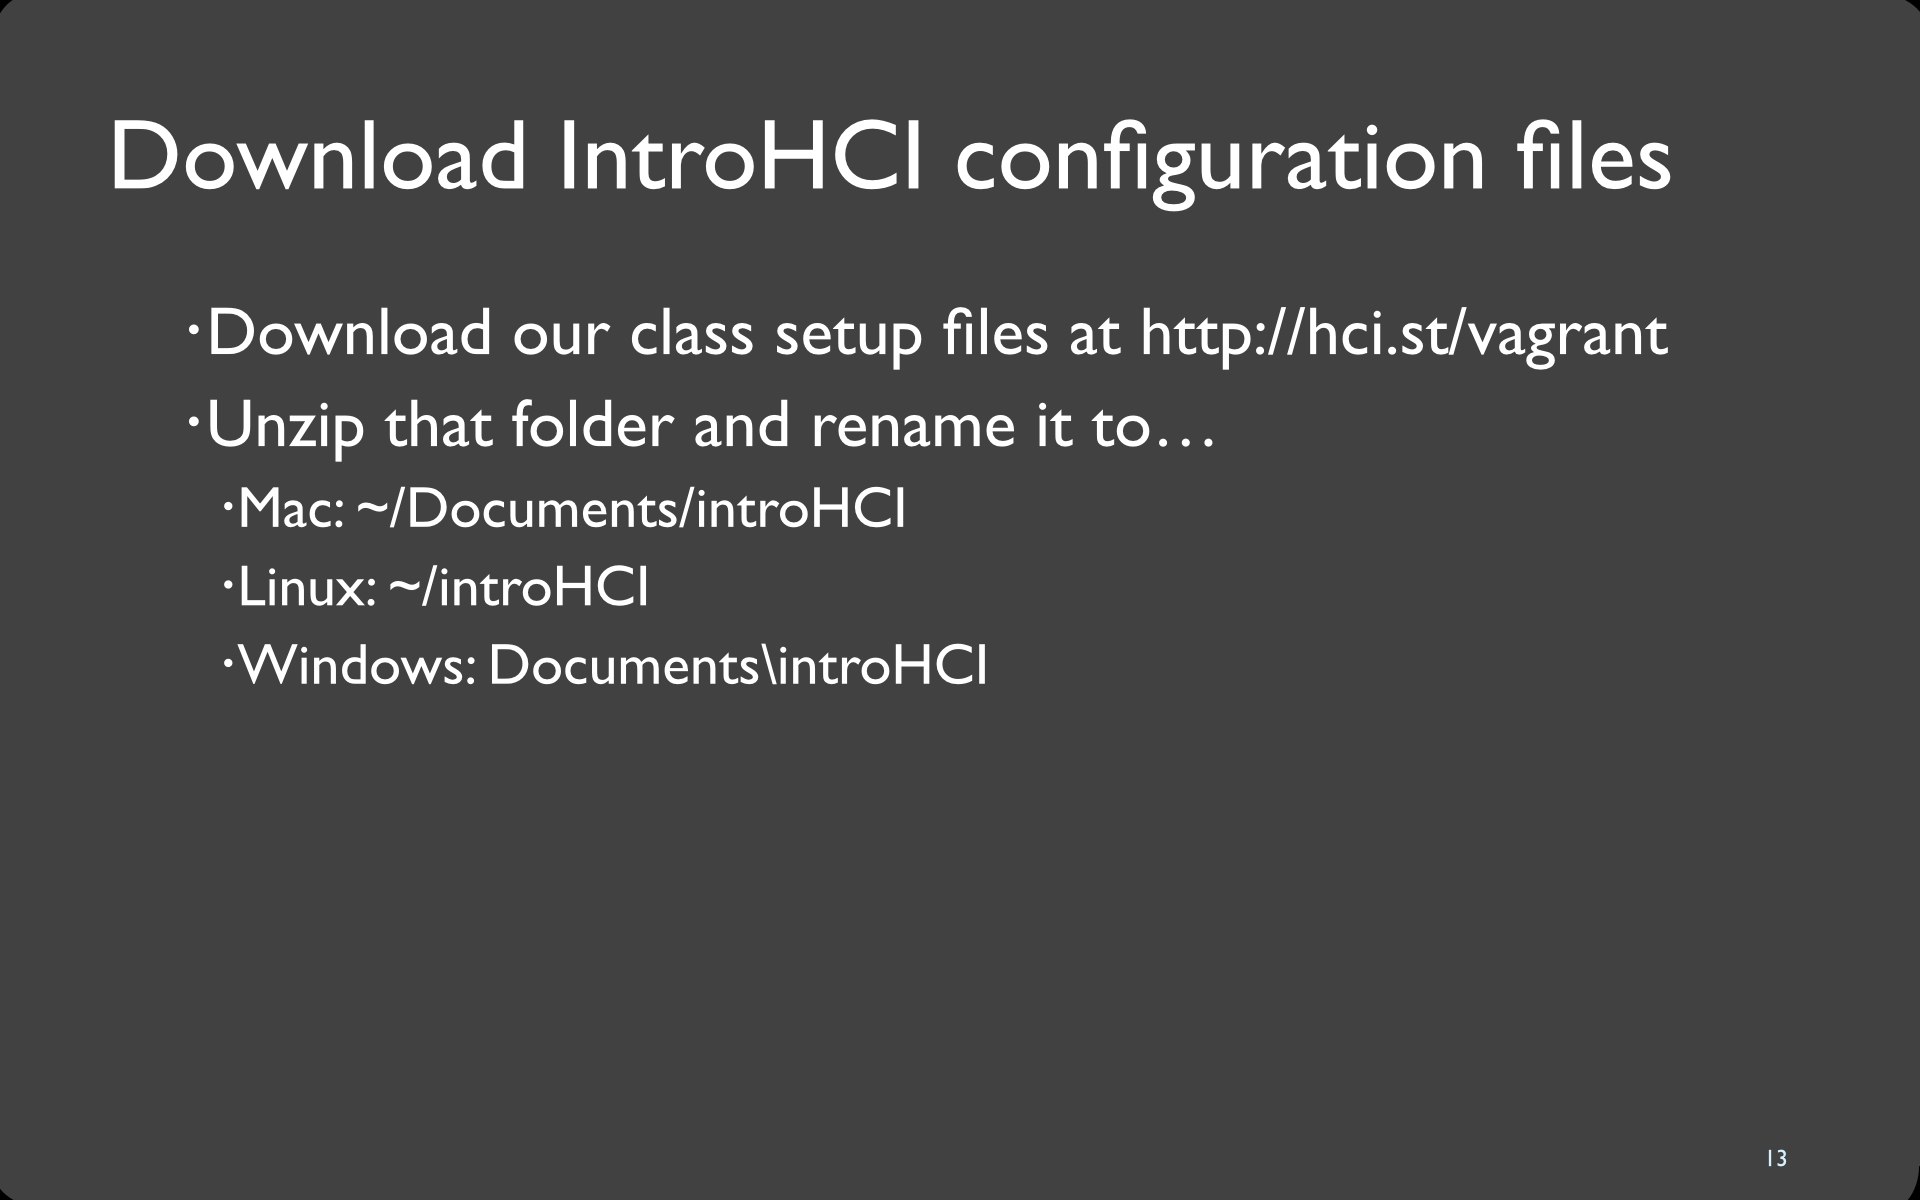 Download IntroHCI configuration files
·Download our class setup files at http://hci.st/vagrant
·Unzip that folder and rename it to…
·Mac: ~/Documents/introHCI
·Linux: ~/introHCI
·Windows: Documents\introHCI
13